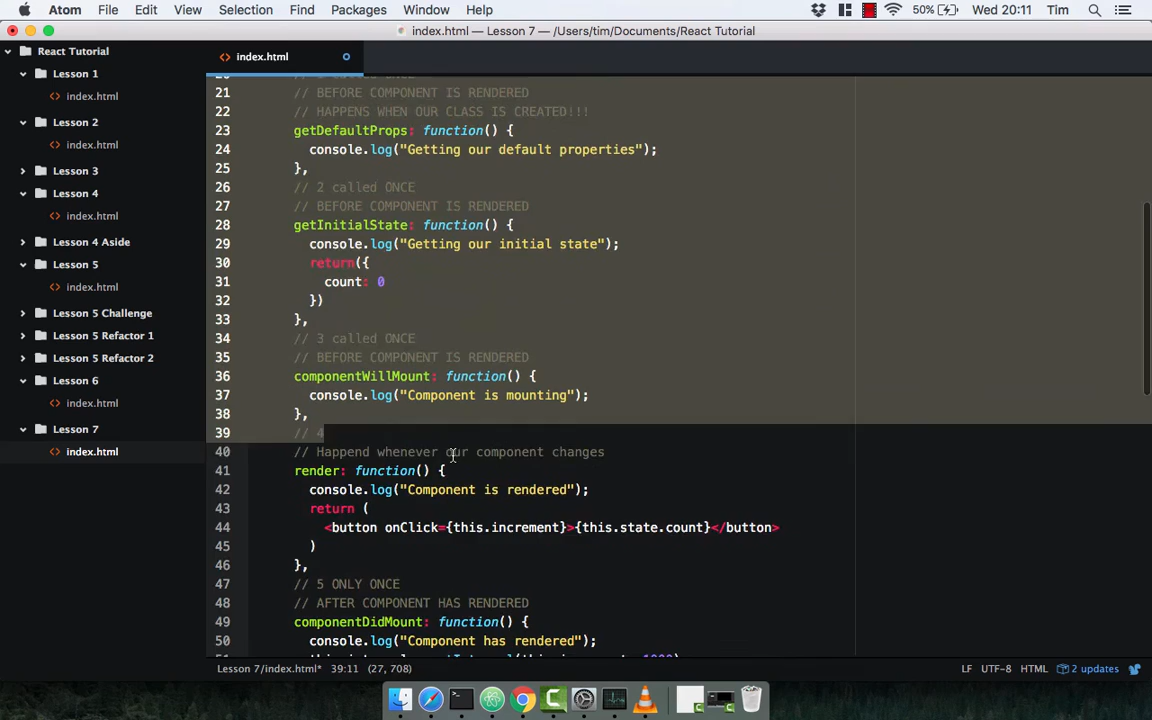 Atom File Edit View Selection Find Packages Window Help 50% Wed 20:11 Tim
index.html — Lesson 7 — /Users/tim/Documents/React Tutorial
React Tutorial
Lesson 1
index.html
Lesson 2
index.html
Lesson 3
Lesson 4
index.html
Lesson 4 Aside
Lesson 5
index.html
Lesson 5 Challenge
Lesson 5 Refactor 1
Lesson 5 Refactor 2
Lesson 6
index.html
Lesson 7
index.html
index.html
21 // BEFORE COMPONENT IS RENDERED
22 // HAPPENS WHEN OUR CLASS IS CREATED!!!
23 getDefaultProps: function() {
24 console.log("Getting our default properties");
25 },
26 // 2 called ONCE
27 // BEFORE COMPONENT IS RENDERED
28 getInitialState: function() {
29 console.log("Getting our initial state");
30 return({
31 count: 0
32 })
33 },
34 // 3 called ONCE
35 // BEFORE COMPONENT IS RENDERED
36 componentWillMount: function() {
37 console.log("Component is mounting");
38 },
39 // 4
40 // Happend whenever our component changes
41 render: function() {
42 console.log("Component is rendered");
43 return (
44 <button onClick={this.increment}>{this.state.count}</button>
45 )
46 },
47 // 5 ONLY ONCE
48 // AFTER COMPONENT HAS RENDERED
49 componentDidMount: function() {
50 console.log("Component has rendered");
Lesson 7/index.html* 39:11 (27, 708) LF UTF-8 HTML 2 updates